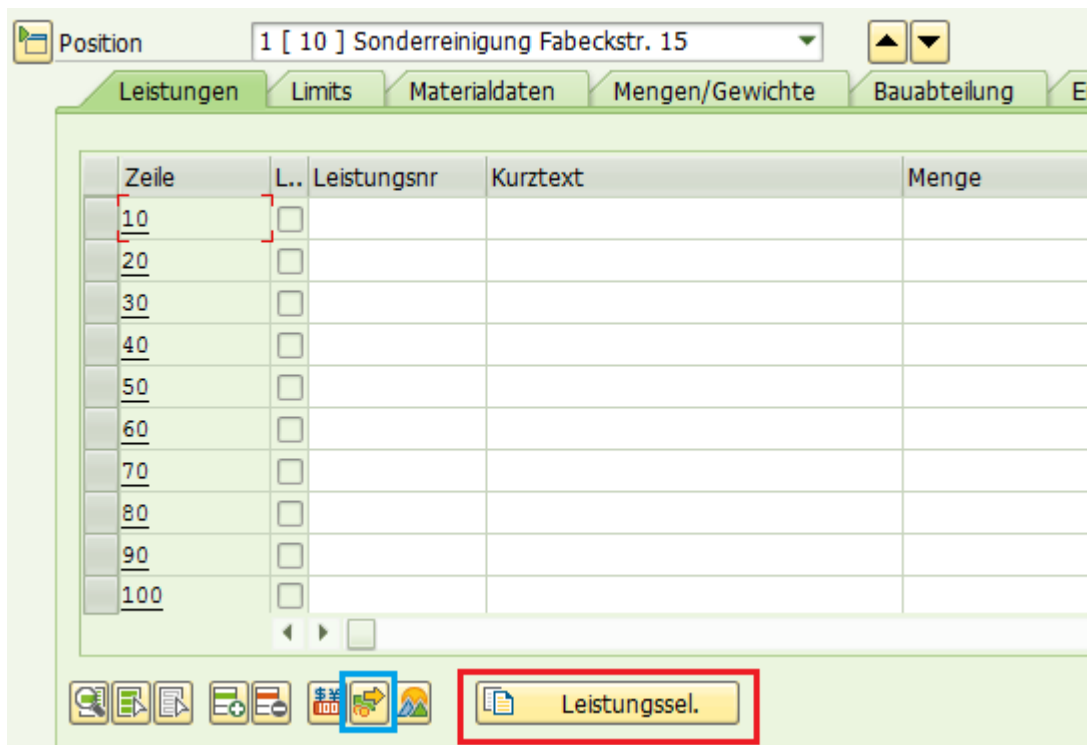 Position 1 [ 10 ] Sonderreinigung Fabeckstr. 15
Leistungen Limits Materialdaten Mengen/Gewichte Bauabteilung E
Zeile L.. Leistungsnr Kurztext Menge
10
20
30
40
50
60
70
80
90
100
Leistungssel.